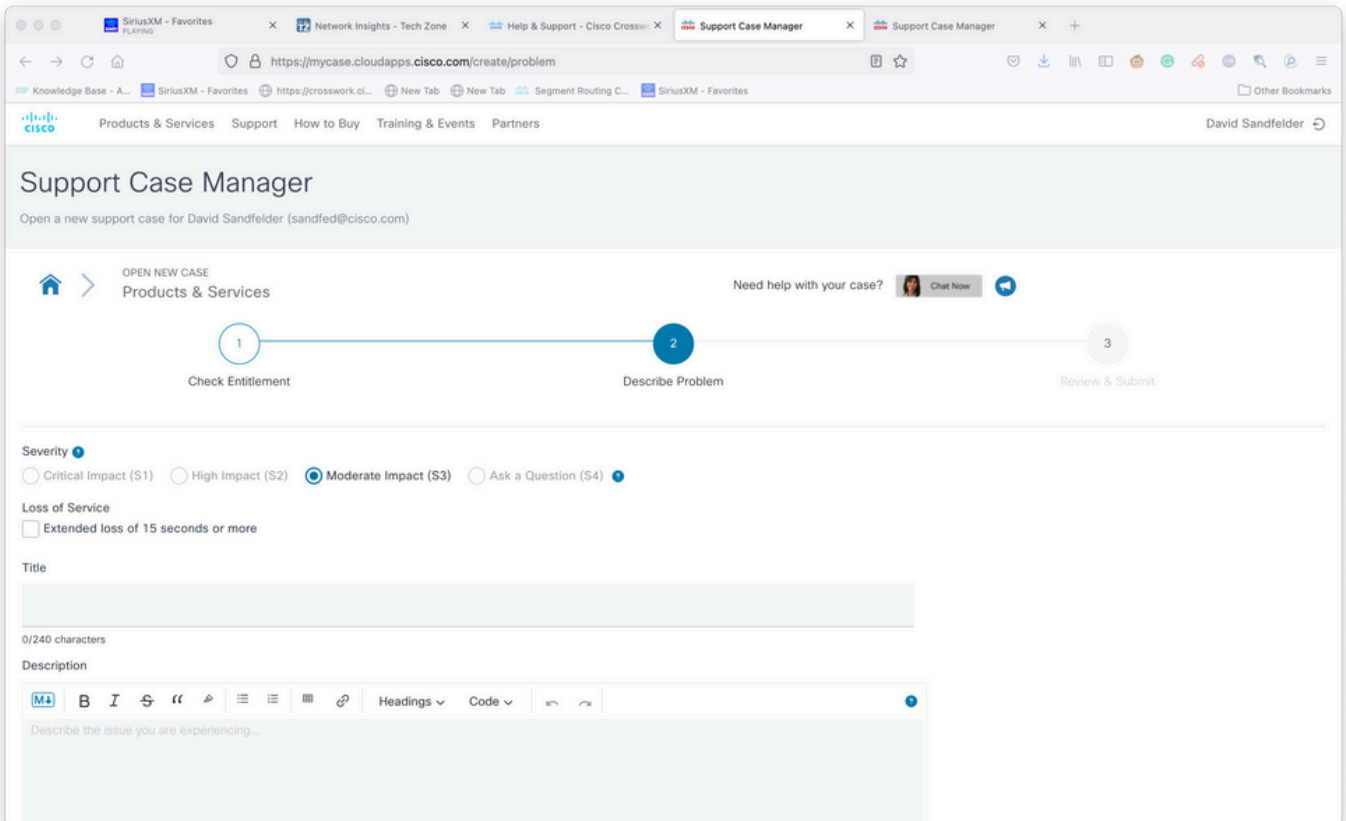 SiriusXM - Favorites
PLAYING
Network Insights - Tech Zone
Help & Support - Cisco Crosswo
Support Case Manager
Support Case Manager
https://mycase.cloudapps.cisco.com/create/problem
Knowledge Base - A...
SiriusXM - Favorites
https://crosswork.ci...
New Tab
New Tab
Segment Routing C...
SiriusXM - Favorites
Other Bookmarks
CISCO
Products & Services
Support
How to Buy
Training & Events
Partners
David Sandfelder
Support Case Manager
Open a new support case for David Sandfelder (sandfed@cisco.com)
OPEN NEW CASE
Products & Services
Need help with your case?
Chat Now
1
2
3
Check Entitlement
Describe Problem
Review & Submit
Severity ?
Critical Impact (S1)
High Impact (S2)
Moderate Impact (S3)
Ask a Question (S4) ?
Loss of Service
Extended loss of 15 seconds or more
Title
0/240 characters
Description
M
B
I
S
Headings
Code
?
Describe the issue you are experiencing...